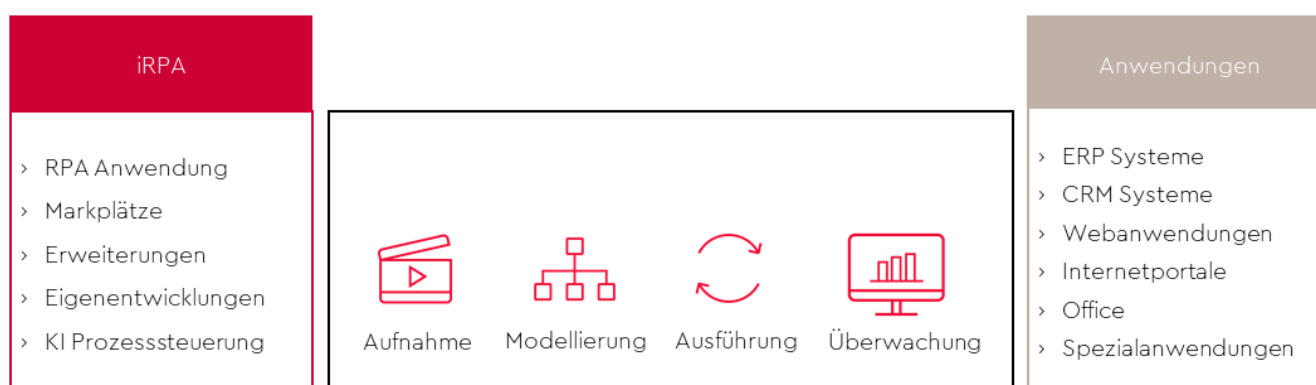 iRPA
› RPA Anwendung
› Markplätze
› Erweiterungen
› Eigenentwicklungen
› KI Prozesssteuerung
Aufnahme
Modellierung
Ausführung
Überwachung
Anwendungen
› ERP Systeme
› CRM Systeme
› Webanwendungen
› Internetportale
› Office
› Spezialanwendungen